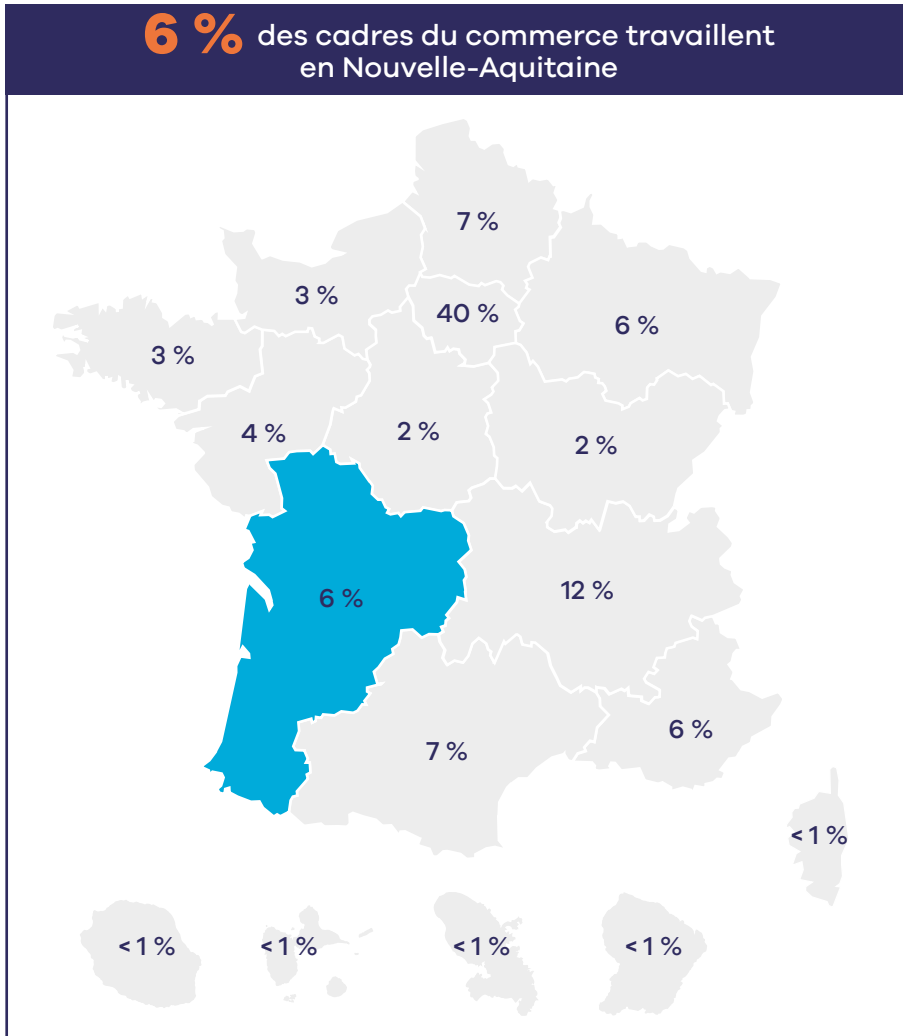 6 % des cadres du commerce travaillent
en Nouvelle-Aquitaine
7 %
3 %
40 %
6 %
3 %
4 %
2 %
2 %
6 %
12 %
6 %
7 %
< 1 %
< 1 %
< 1 %
< 1 %
< 1 %